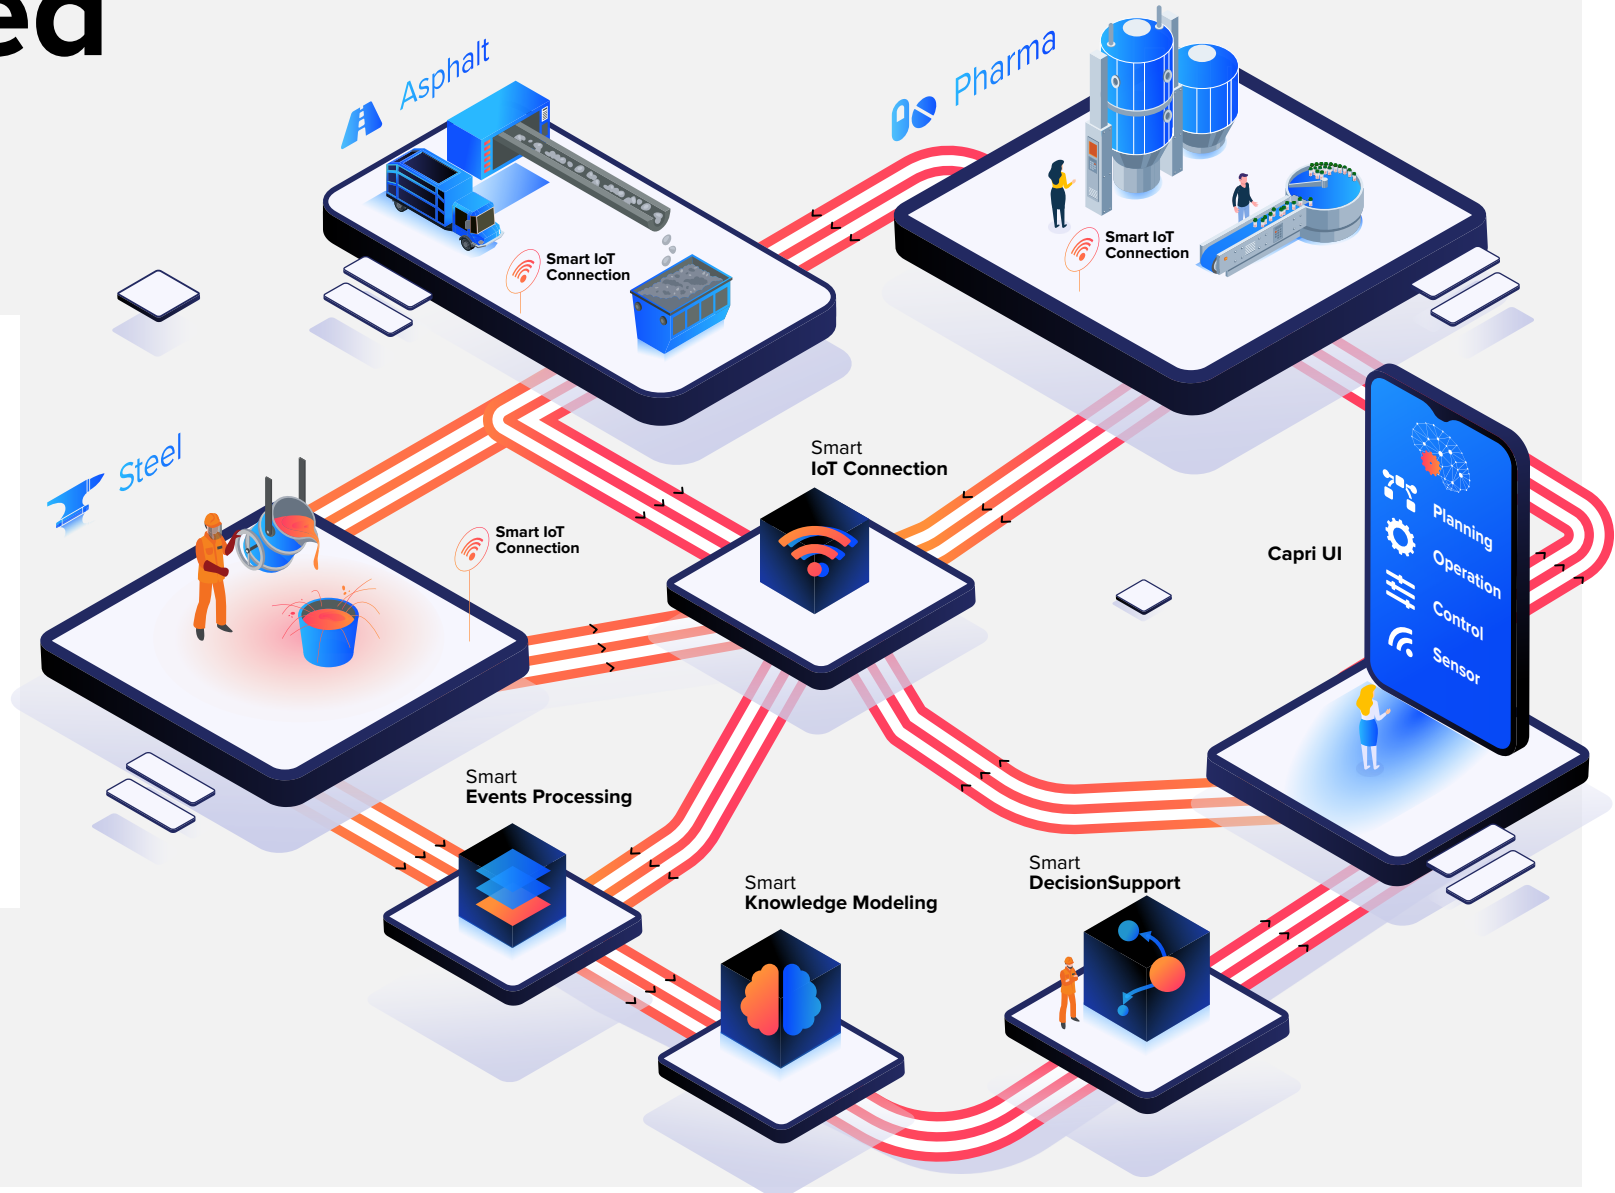 ed
Asphalt
Pharma
Smart IoT
Connection
Smart IoT
Connection
Steel
Smart IoT
Connection
Smart
IoT Connection
Capri UI
Planning
Operation
Control
Sensor
Smart
Events Processing
Smart
Knowledge Modeling
Smart
DecisionSupport